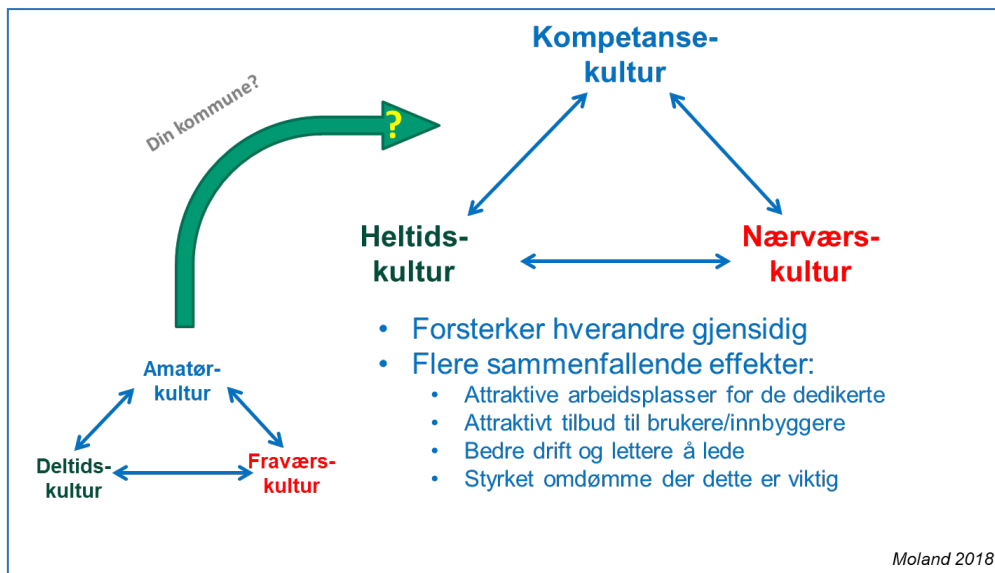 Kompetanse-
kultur
Din kommune?
?
Heltids-
kultur
Nærværs-
kultur
• Forsterker hverandre gjensidig
• Flere sammenfallende effekter:
• Attraktive arbeidsplasser for de dedikerte
• Attraktivt tilbud til brukere/innbyggere
• Bedre drift og lettere å lede
• Styrket omdømme der dette er viktig
Amatør-
kultur
Deltids-
kultur
Fraværs-
kultur
Moland 2018